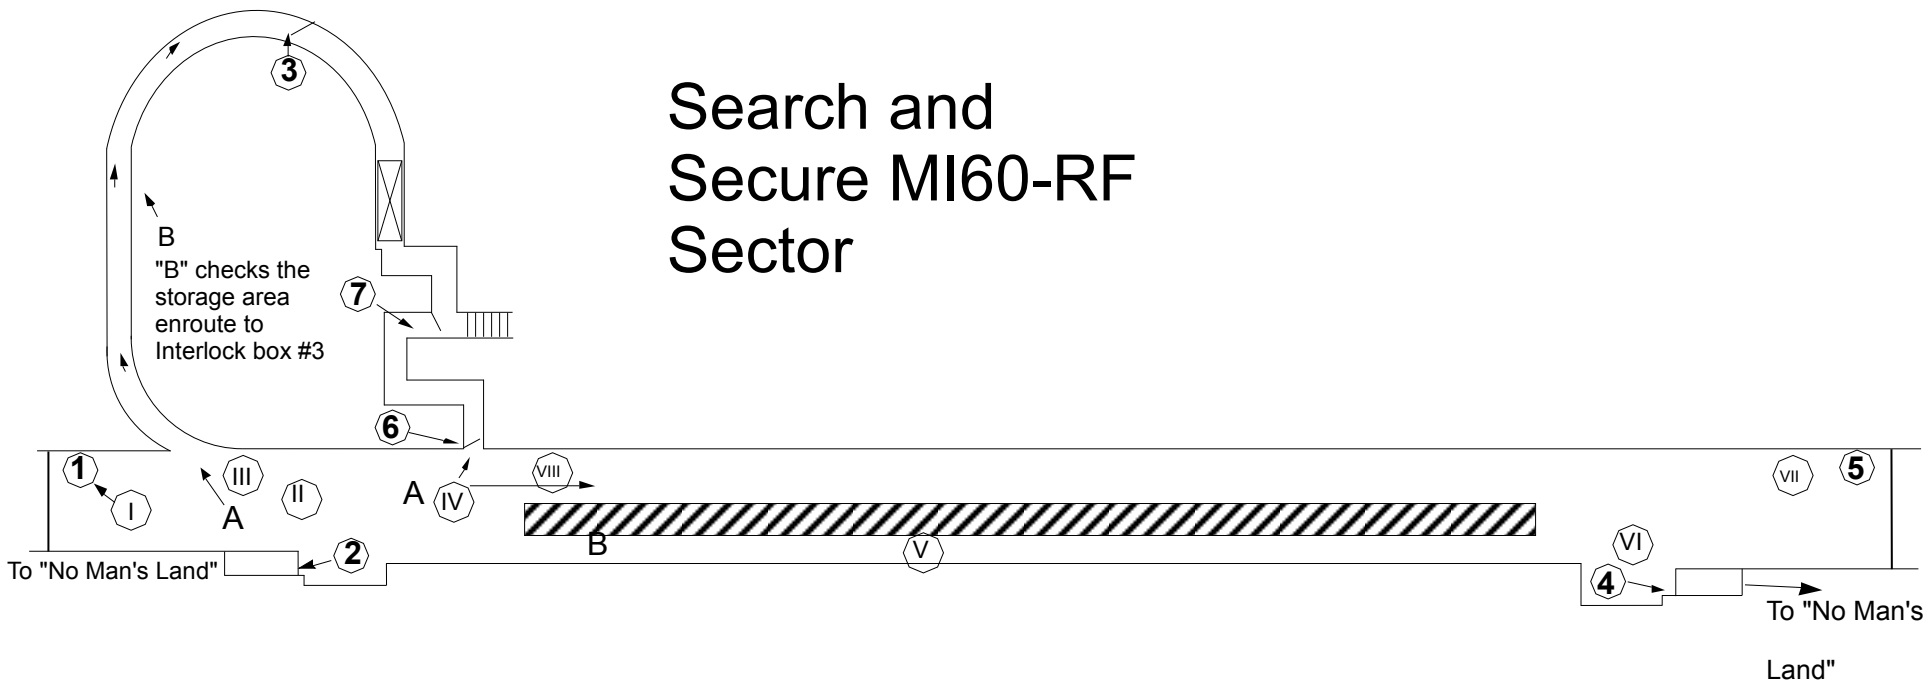 3
Search and
Secure MI60-RF
Sector
B
"B" checks the
storage area
enroute to
Interlock box #3
7
6
1
III
II
I
A
A
IV
VIII
VII
5
B
V
VI
2
4
To "No Man's Land"
To "No Man's
Land"